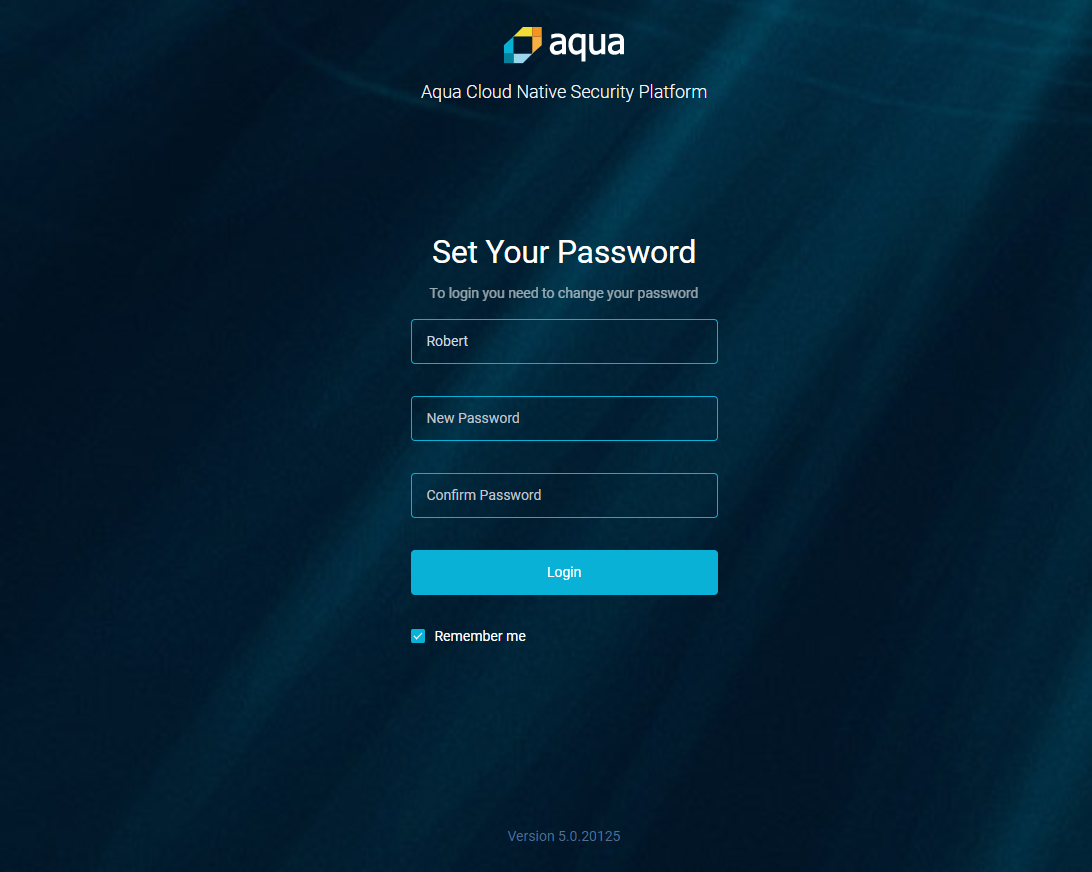 aqua
Aqua Cloud Native Security Platform
Set Your Password
To login you need to change your password
Robert
New Password
Confirm Password
Login
Remember me
Version 5.0.20125